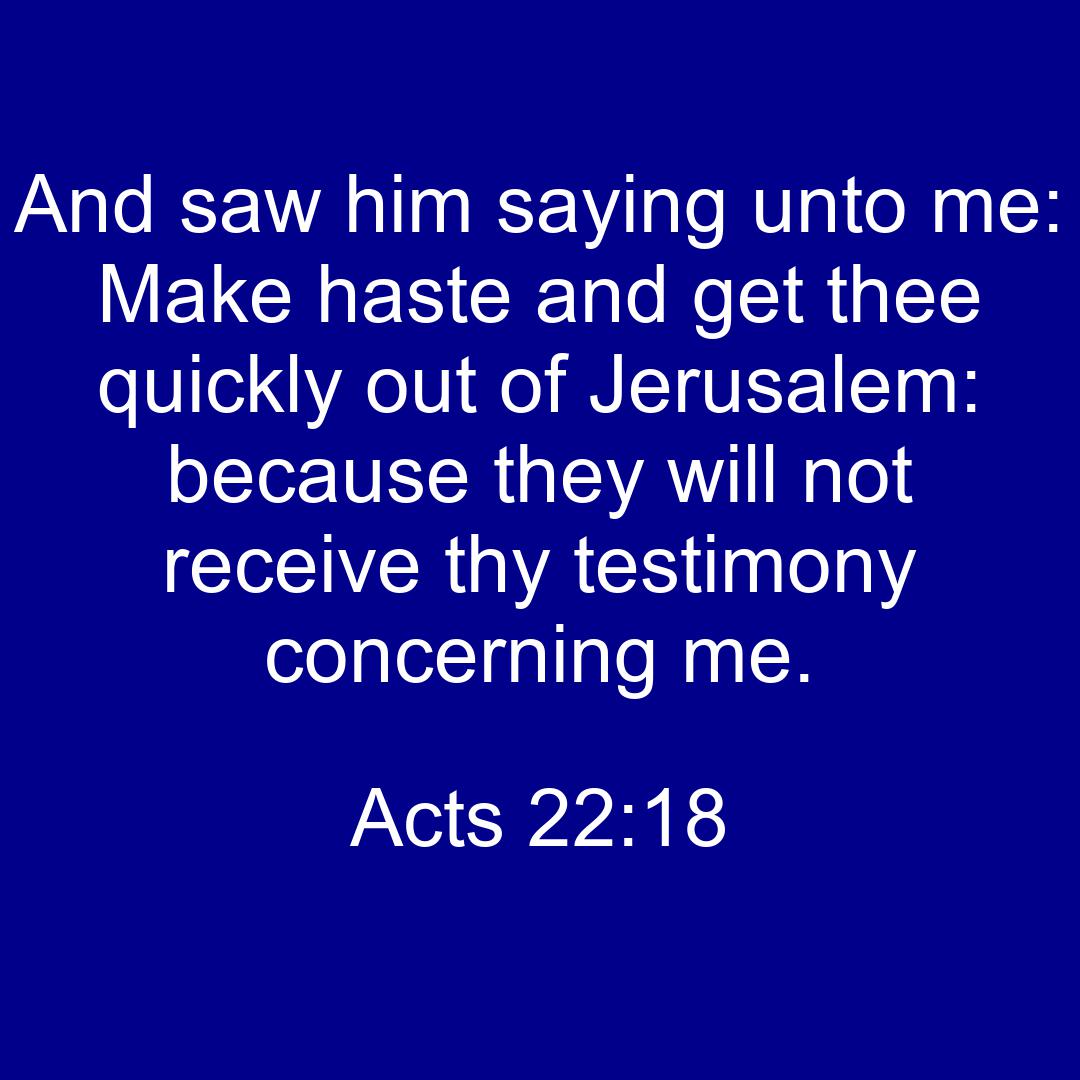 And saw him saying unto me:
Make haste and get thee
quickly out of Jerusalem:
because they will not
receive thy testimony
concerning me.
Acts 22:18